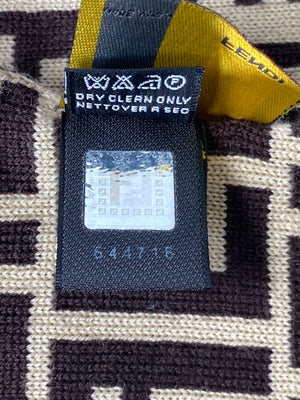 FENDI
P
DRY CLEAN ONLY
NETTOYER A SEC
644716